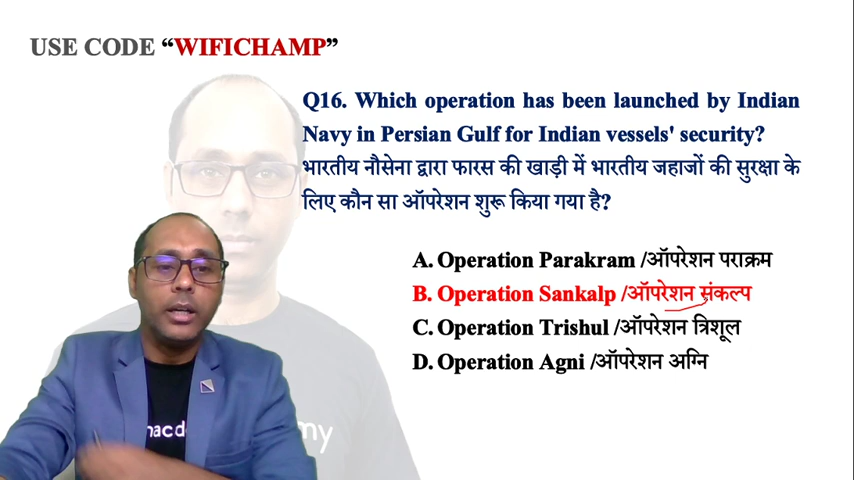 USE CODE “WIFICHAMP”
Q16. Which operation has been launched by Indian
Navy in Persian Gulf for Indian vessels' security?
भारतीय नौसेना द्वारा फारस की खाड़ी में भारतीय जहाजों की सुरक्षा के
लिए कौन सा ऑपरेशन शुरू किया गया है?
A. Operation Parakram /ऑपरेशन पराक्रम
B. Operation Sankalp /ऑपरेशन संकल्प
C. Operation Trishul /ऑपरेशन त्रिशूल
D. Operation Agni /ऑपरेशन अग्नि